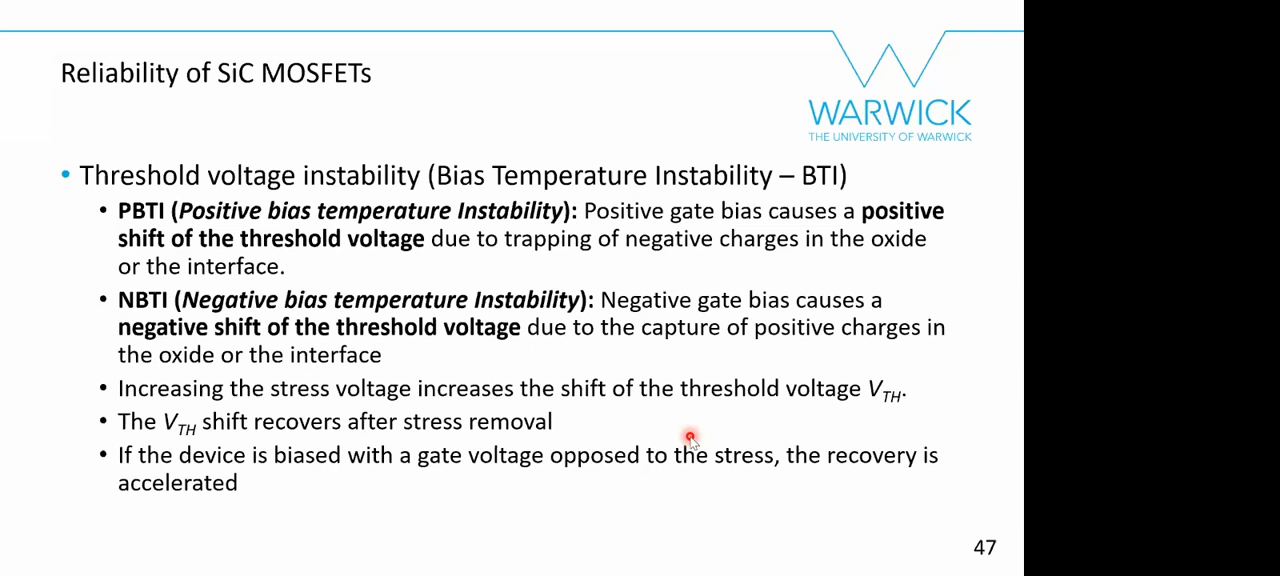 Reliability of SiC MOSFETs
WARWICK
THE UNIVERSITY OF WARWICK
• Threshold voltage instability (Bias Temperature Instability – BTI)
• PBTI (Positive bias temperature Instability): Positive gate bias causes a positive
shift of the threshold voltage due to trapping of negative charges in the oxide
or the interface.
• NBTI (Negative bias temperature Instability): Negative gate bias causes a
negative shift of the threshold voltage due to the capture of positive charges in
the oxide or the interface
• Increasing the stress voltage increases the shift of the threshold voltage VTH.
• The VTH shift recovers after stress removal
• If the device is biased with a gate voltage opposed to the stress, the recovery is
accelerated
47